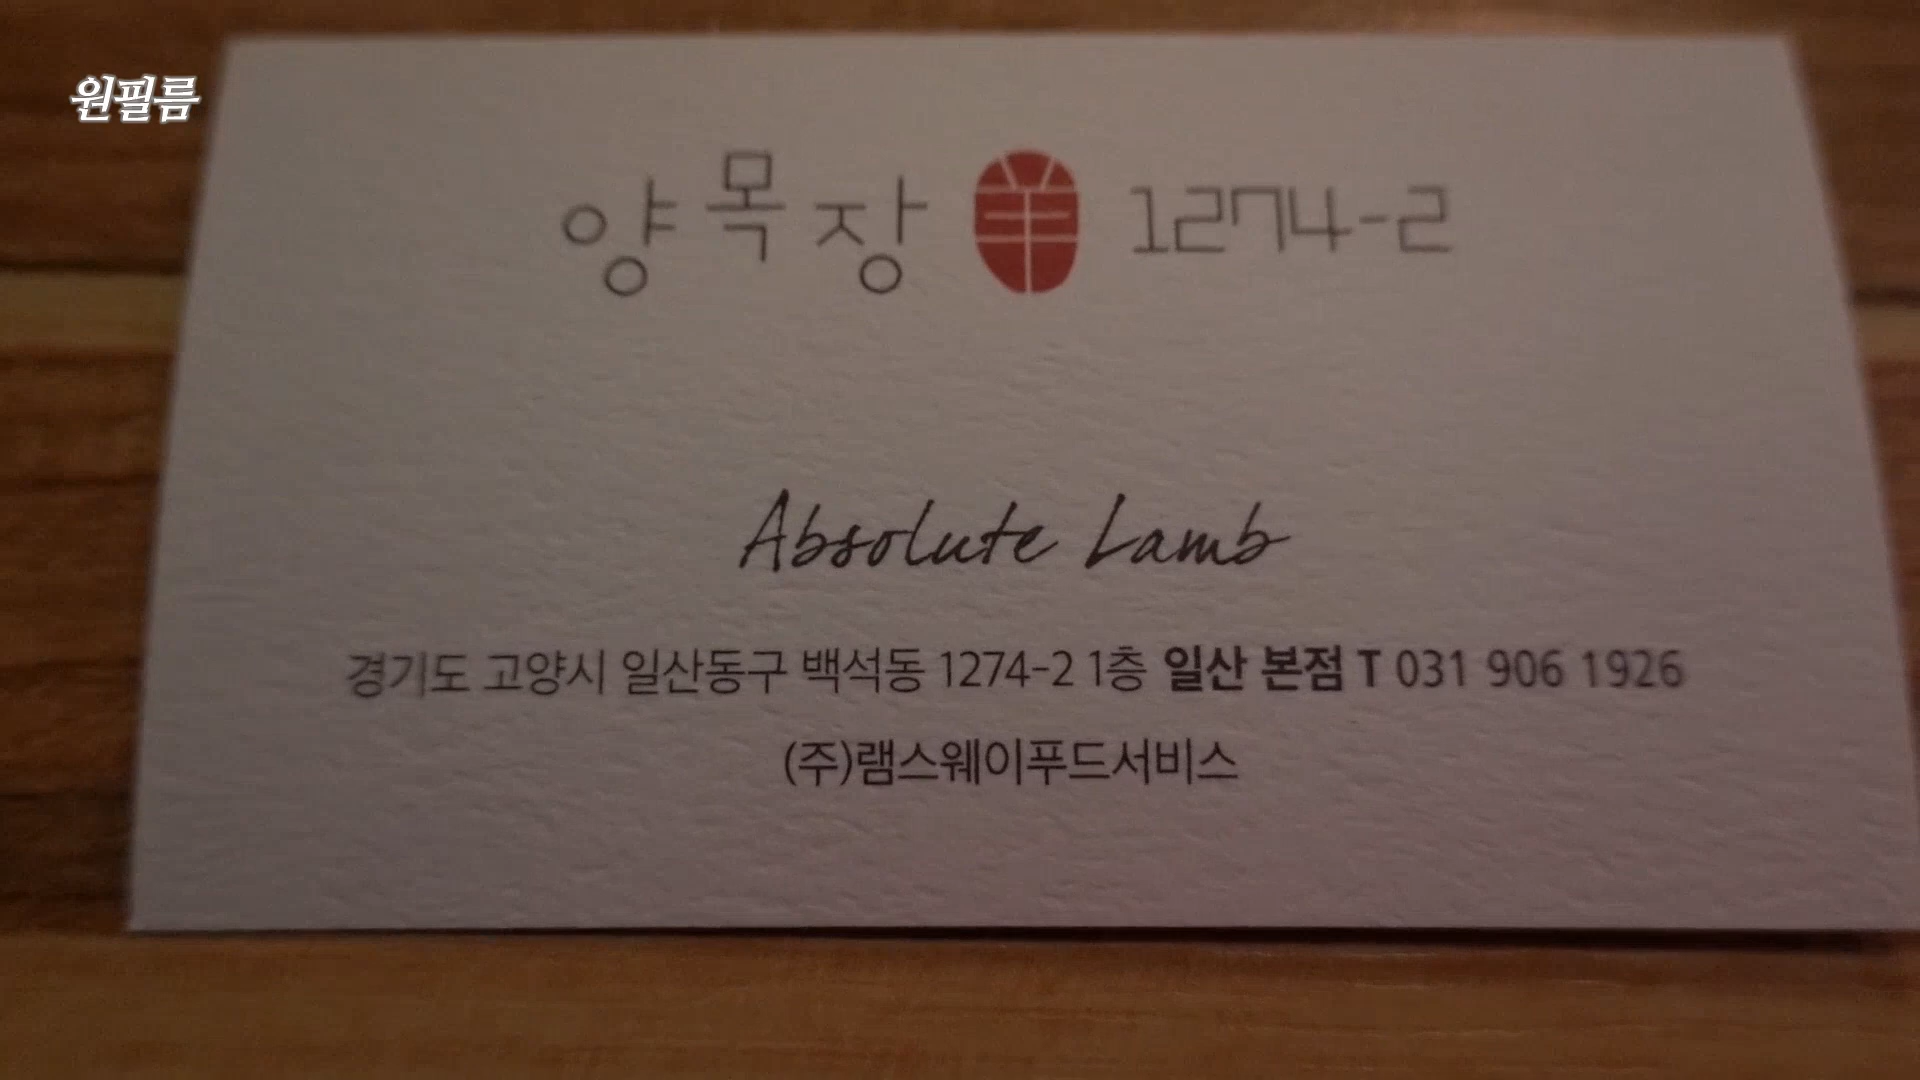 원필름
양목장 羊 1274-2
Absolute Lamb
경기도 고양시 일산동구 백석동 1274-2 1층 일산 본점 T 031 906 1926
(주)램스웨이푸드서비스